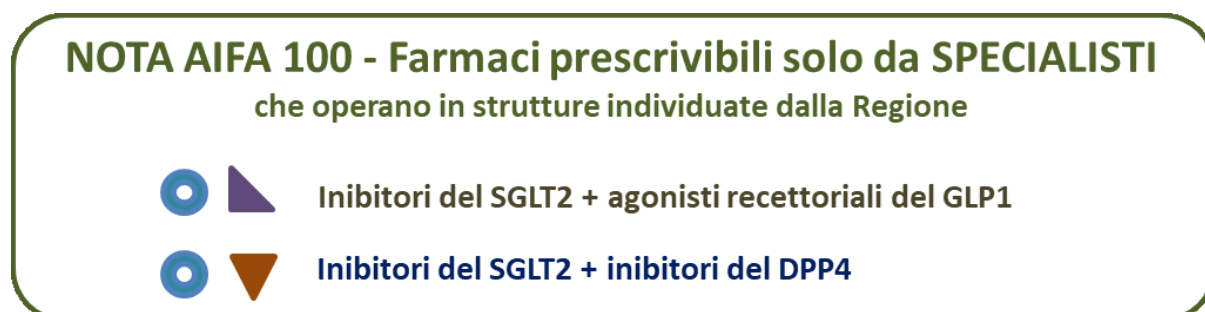 NOTA AIFA 100 - Farmaci prescrivibili solo da SPECIALISTI
che operano in strutture individuate dalla Regione
Inibitori del SGLT2 + agonisti recettoriali del GLP1
Inibitori del SGLT2 + inibitori del DPP4